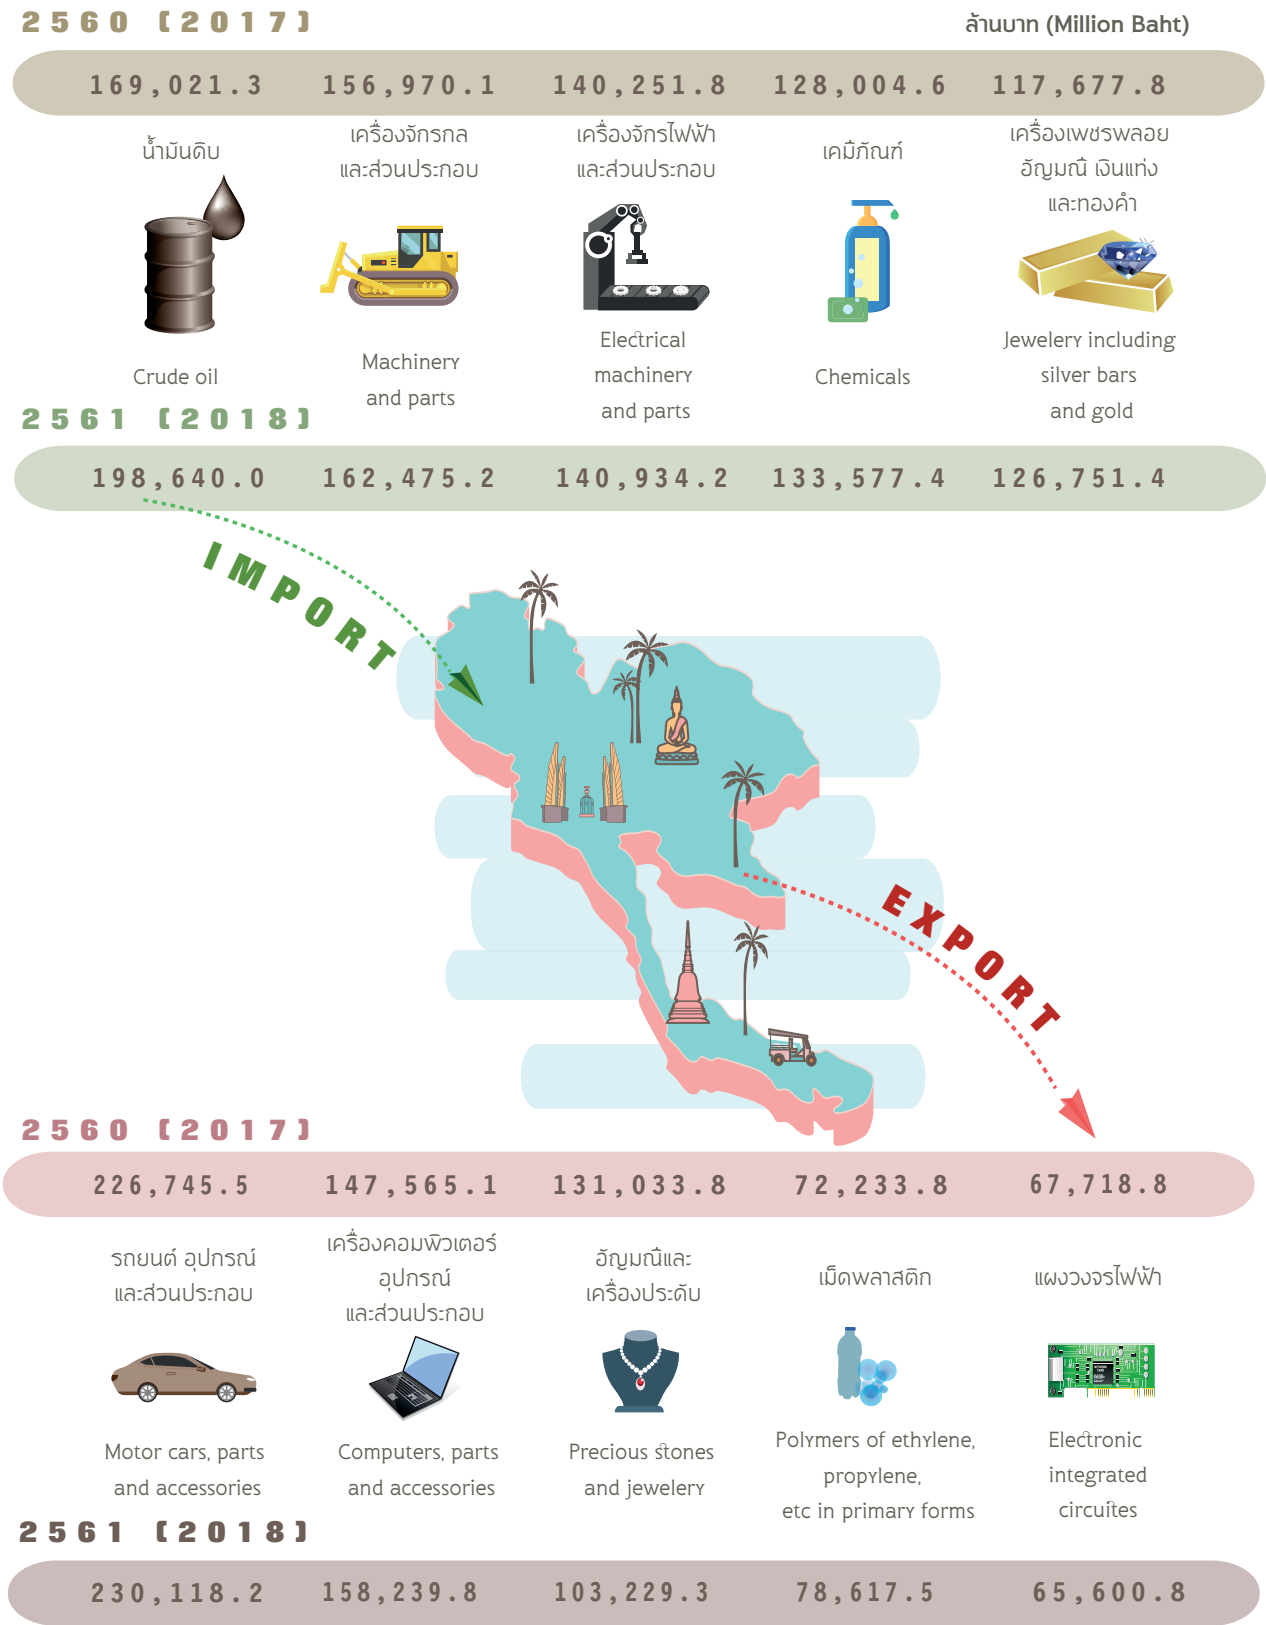 2560 (2017)
ล้านบาท (Million Baht)
169,021.3 156,970.1 140,251.8 128,004.6 117,677.8
น้ำมันดิบ
เครื่องจักรกล
และส่วนประกอบ
เครื่องจักรไฟฟ้า
และส่วนประกอบ
เคมีภัณฑ์
เครื่องเพชรพลอย
อัญมณี เงินแท่ง
และทองคำ
Crude oil
Machinery
and parts
Electrical
machinery
and parts
Chemicals
Jewelery including
silver bars
and gold
2561 (2018)
198,640.0 162,475.2 140,934.2 133,577.4 126,751.4
IMPORT
EXPORT
2560 (2017)
226,745.5 147,565.1 131,033.8 72,233.8 67,718.8
รถยนต์ อุปกรณ์
และส่วนประกอบ
เครื่องคอมพิวเตอร์
อุปกรณ์
และส่วนประกอบ
อัญมณีและ
เครื่องประดับ
เม็ดพลาสติก
แผงวงจรไฟฟ้า
Motor cars, parts
and accessories
Computers, parts
and accessories
Precious stones
and jewelery
Polymers of ethylene,
propylene,
etc in primary forms
Electronic
integrated
circuites
2561 (2018)
230,118.2 158,239.8 103,229.3 78,617.5 65,600.8